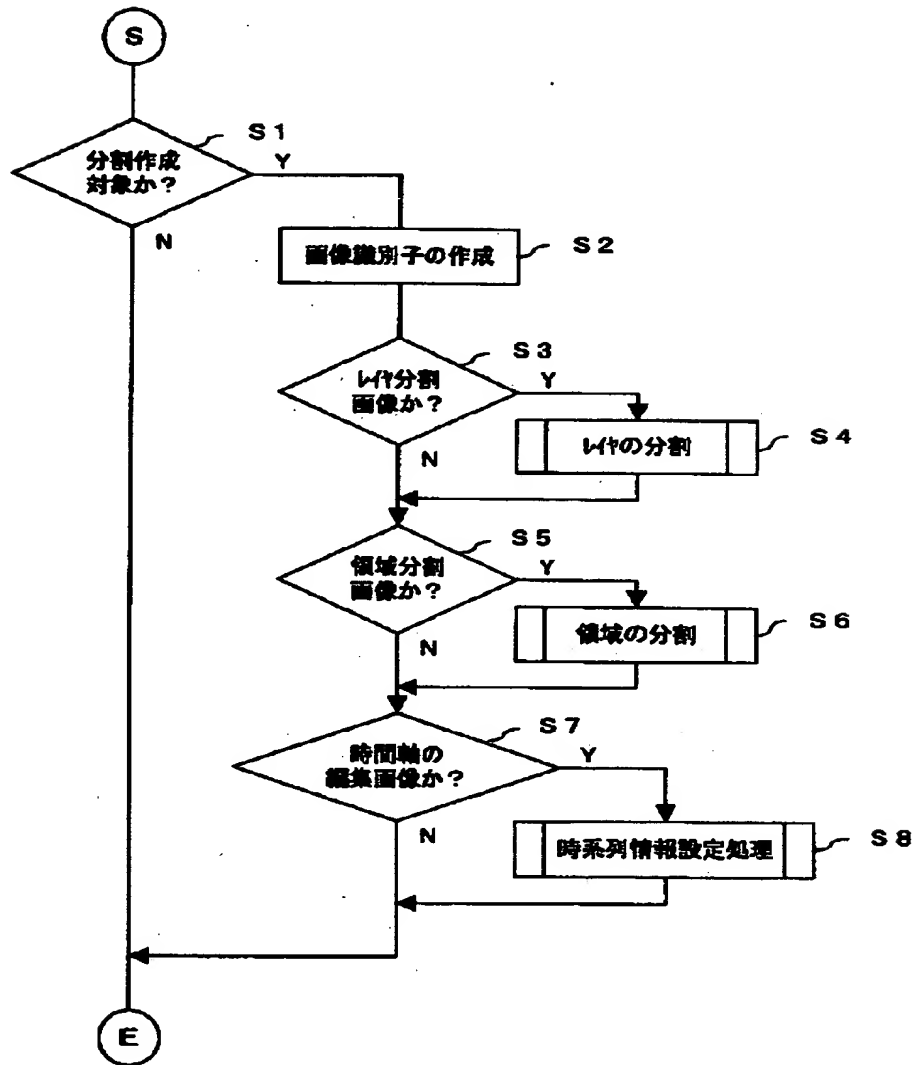 S
S1
分割作成
対象か？
Y
N
画像識別子の作成
S2
S3
ﾚｲﾔ分割
画像か？
Y
N
ﾚｲﾔの分割
S4
S5
領域分割
画像か？
Y
N
領域の分割
S6
S7
時間軸の
編集画像か？
Y
N
時系列情報設定処理
S8
E